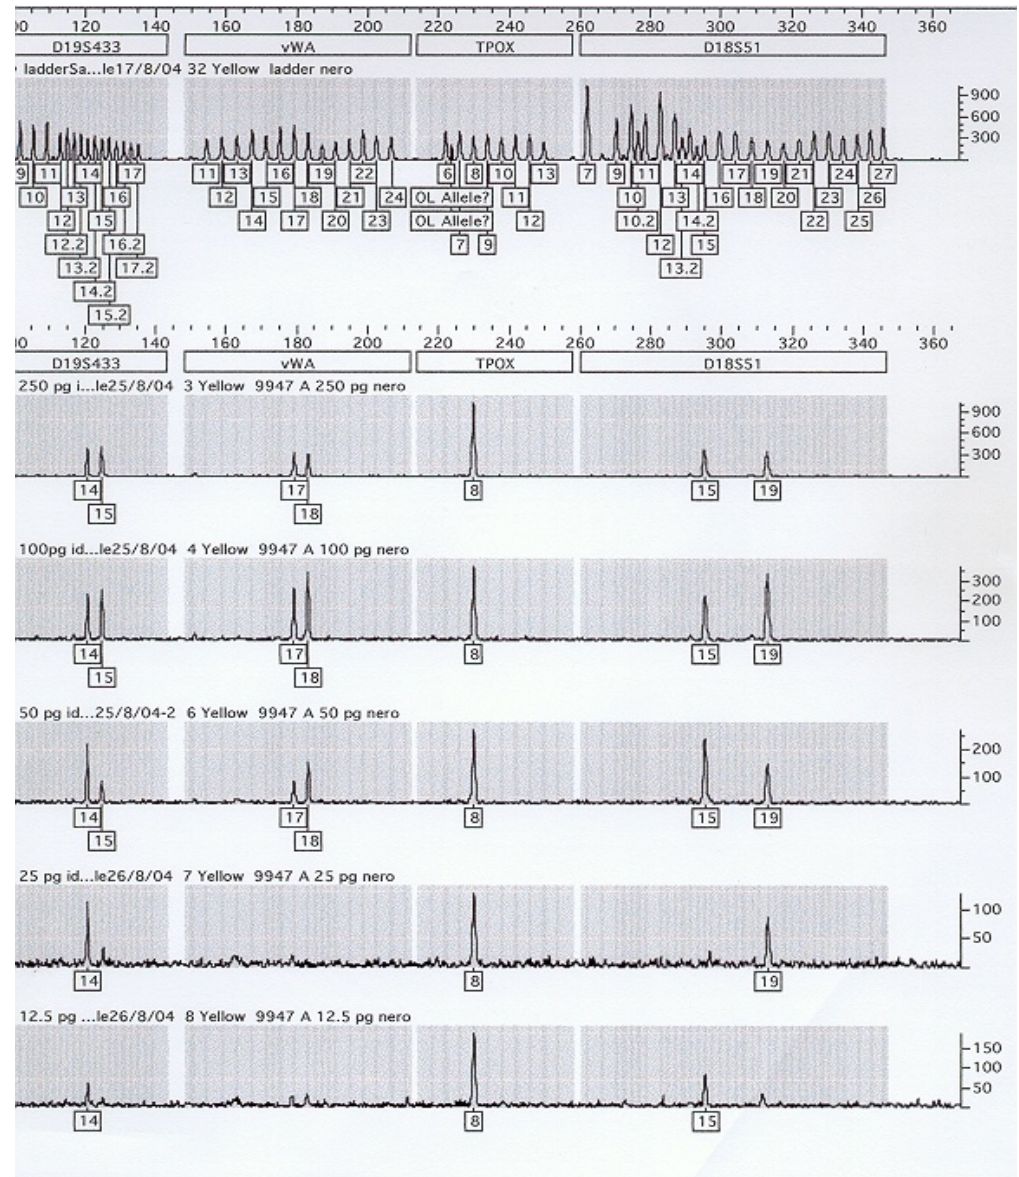 00 120 140 160 180 200 220 240 260 280 300 320 340 360
D19S433 vWA TPOX D18S51
ladderSa...le17/8/04 32 Yellow ladder nero
900
600
300
9 11 14 17 11 13 16 19 22 6 8 10 13 7 9 11 14 17 19 21 24 27
10 13 16 12 15 18 21 24 OL Allele? 11 10 13 16 18 20 23 26
12 15 14 17 20 23 OL Allele? 12 10.2 14.2 22 25
12.2 16.2 7 9 12 15
13.2 17.2 13.2
14.2
15.2
00 120 140 160 180 200 220 240 260 280 300 320 340 360
D19S433 vWA TPOX D18S51
250 pg i...le25/8/04 3 Yellow 9947 A 250 pg nero
900
600
300
14 17 8 15 19
15 18
100pg id...le25/8/04 4 Yellow 9947 A 100 pg nero
300
200
100
14 17 8 15 19
15 18
50 pg id...25/8/04-2 6 Yellow 9947 A 50 pg nero
200
100
14 17 8 15 19
15 18
25 pg id...le26/8/04 7 Yellow 9947 A 25 pg nero
100
50
14 8 19
12.5 pg ...le26/8/04 8 Yellow 9947 A 12.5 pg nero
150
100
50
14 8 15